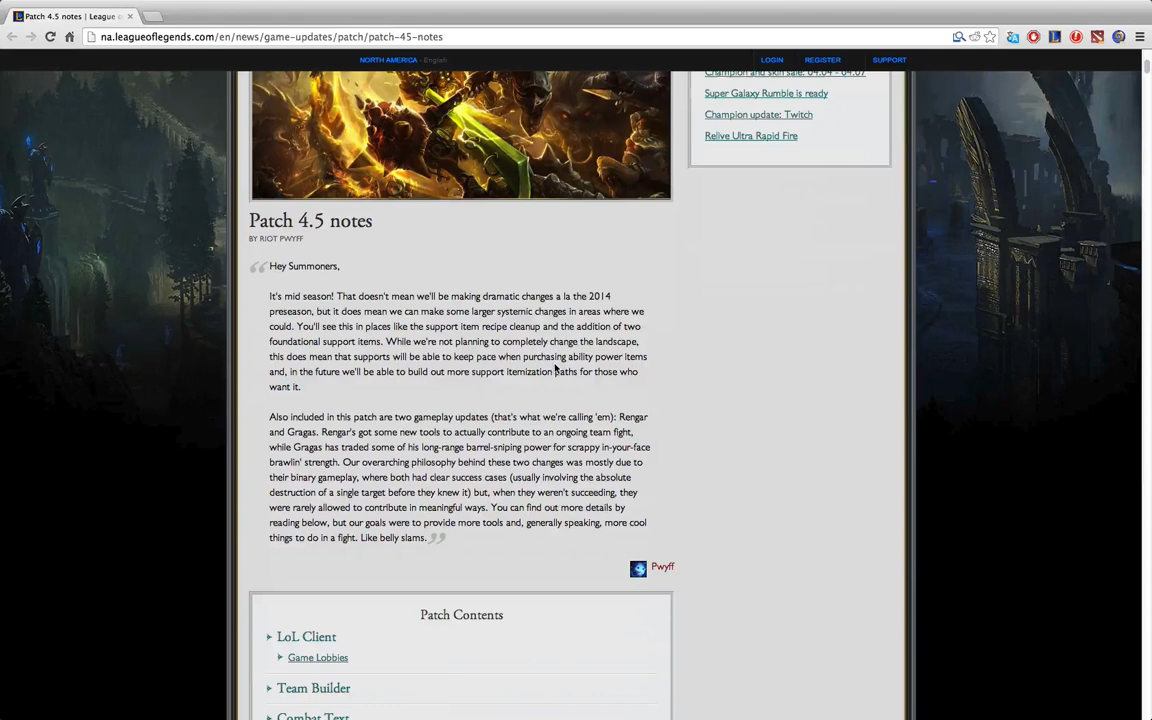 Patch 4.5 notes | League o
na.leagueoflegends.com/en/news/game-updates/patch/patch-45-notes
NORTH AMERICA - English
LOGIN REGISTER SUPPORT
Champion and skin sale: 04.04 - 04.07
Super Galaxy Rumble is ready
Champion update: Twitch
Relive Ultra Rapid Fire
Patch 4.5 notes
BY RIOT PWYFF
Hey Summoners,
It's mid season! That doesn't mean we'll be making dramatic changes a la the 2014
preseason, but it does mean we can make some larger systemic changes in areas where we
could. You'll see this in places like the support item recipe cleanup and the addition of two
foundational support items. While we're not planning to completely change the landscape,
this does mean that supports will be able to keep pace when purchasing ability power items
and, in the future we'll be able to build out more support itemization paths for those who
want it.
Also included in this patch are two gameplay updates (that's what we're calling 'em): Rengar
and Gragas. Rengar's got some new tools to actually contribute to an ongoing team fight,
while Gragas has traded some of his long-range barrel-sniping power for scrappy in-your-face
brawlin' strength. Our overarching philosophy behind these two changes was mostly due to
their binary gameplay, where both had clear success cases (usually involving the absolute
destruction of a single target before they knew it) but, when they weren't succeeding, they
were rarely allowed to contribute in meaningful ways. You can find out more details by
reading below, but our goals were to provide more tools and, generally speaking, more cool
things to do in a fight. Like belly slams.
Pwyff
Patch Contents
LoL Client
Game Lobbies
Team Builder
Combat Text